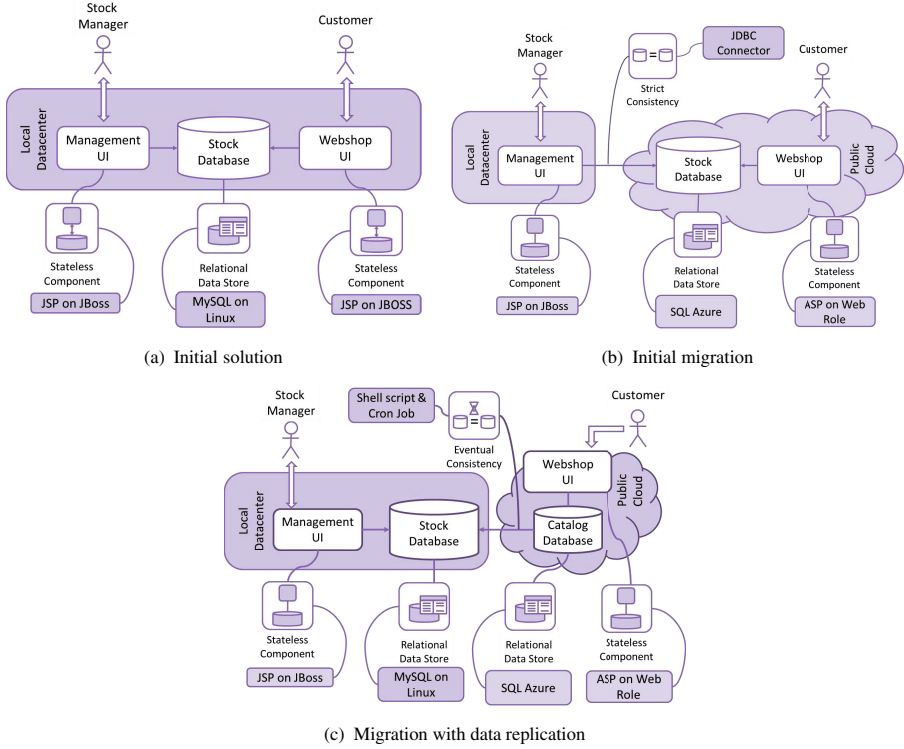 Stock
Manager
Customer
Local
Datacenter
Management
UI
Stock
Database
Webshop
UI
Stateless
Component
Relational
Data Store
Stateless
Component
JSP on JBoss
MySQL on
Linux
JSP on JBOSS
(a) Initial solution
Stock
Manager
JDBC
Connector
Customer
Strict
Consistency
Local
Datacenter
Management
UI
Stock
Database
Webshop
UI
Public
Cloud
Stateless
Component
Relational
Data Store
Stateless
Component
JSP on JBoss
SQL Azure
ASP on Web
Role
(b) Initial migration
Stock
Manager
Shell script &
Cron Job
Eventual
Consistency
Customer
Local
Datacenter
Management
UI
Stock
Database
Webshop
UI
Catalog
Database
Public
Cloud
Stateless
Component
Relational
Data Store
Relational
Data Store
Stateless
Component
JSP on JBoss
MySQL on
Linux
SQL Azure
ASP on Web
Role
(c) Migration with data replication